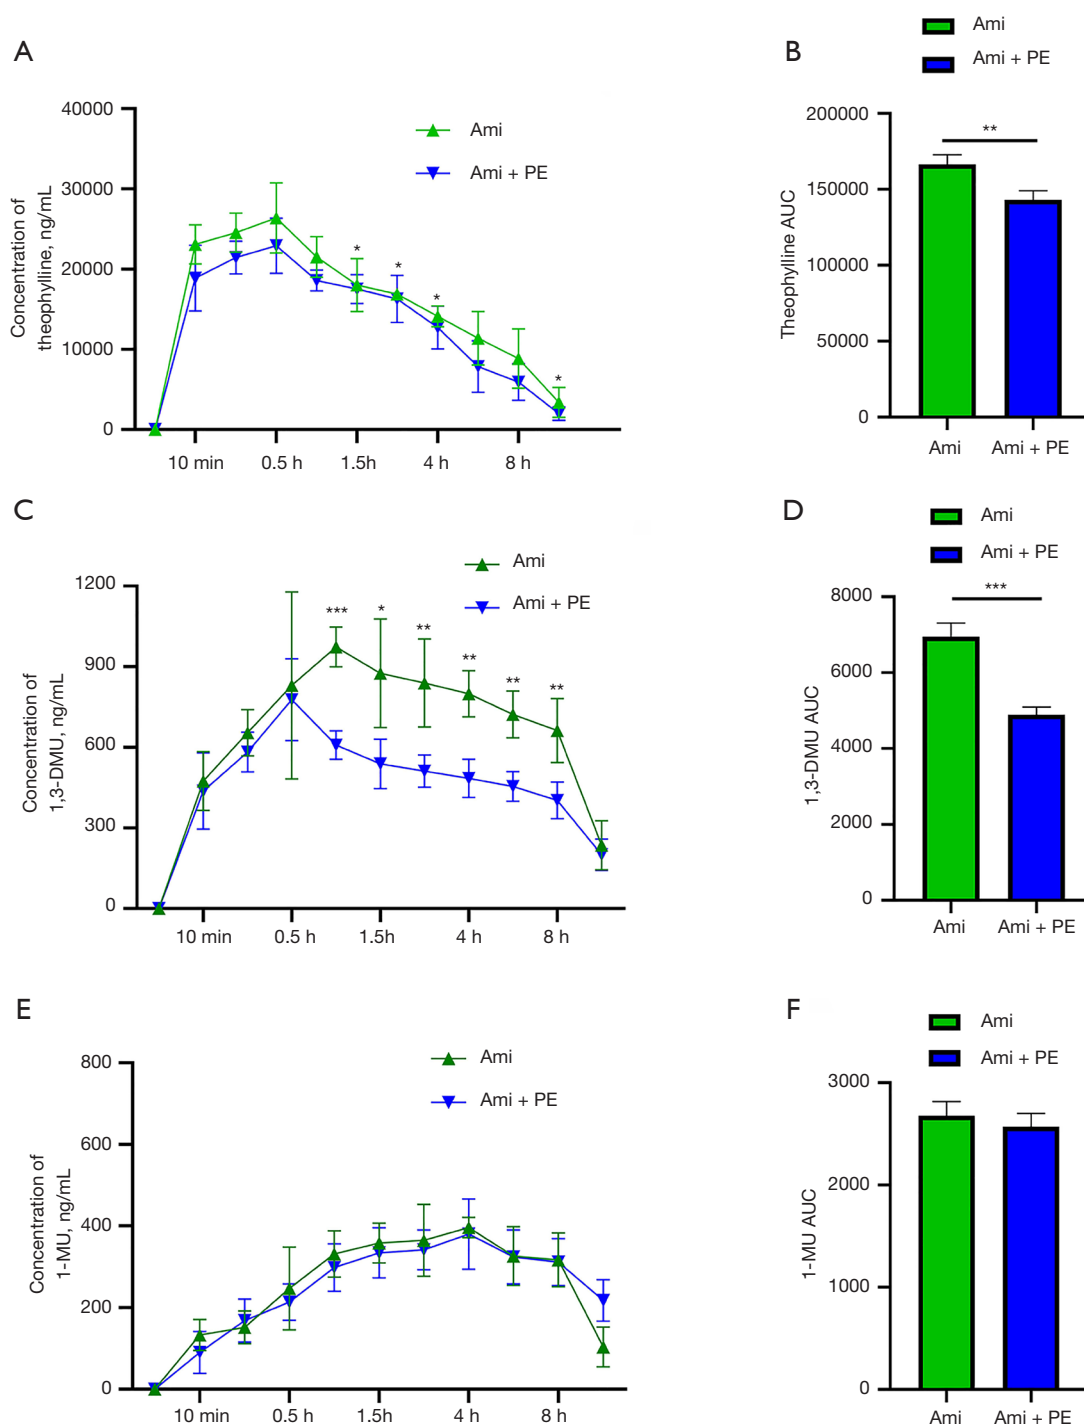 A
40000
30000
20000
10000
0
Concentration of
theophylline, ng/mL
Ami
Ami + PE
*
*
*
*
10 min
0.5 h
1.5h
4 h
8 h
B
Ami
Ami + PE
200000
150000
100000
50000
0
Theophylline AUC
**
Ami
Ami + PE
C
1200
900
600
300
0
Concentration of
1,3-DMU, ng/mL
Ami
Ami + PE
***
*
**
**
**
**
10 min
0.5 h
1.5h
4 h
8 h
D
Ami
Ami + PE
8000
6000
4000
2000
0
1,3-DMU AUC
***
Ami
Ami + PE
E
800
600
400
200
0
Concentration of
1-MU, ng/mL
Ami
Ami + PE
10 min
0.5 h
1.5h
4 h
8 h
F
Ami
Ami + PE
3000
2000
1000
0
1-MU AUC
Ami
Ami + PE